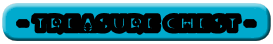 - TREASURE CHEST -